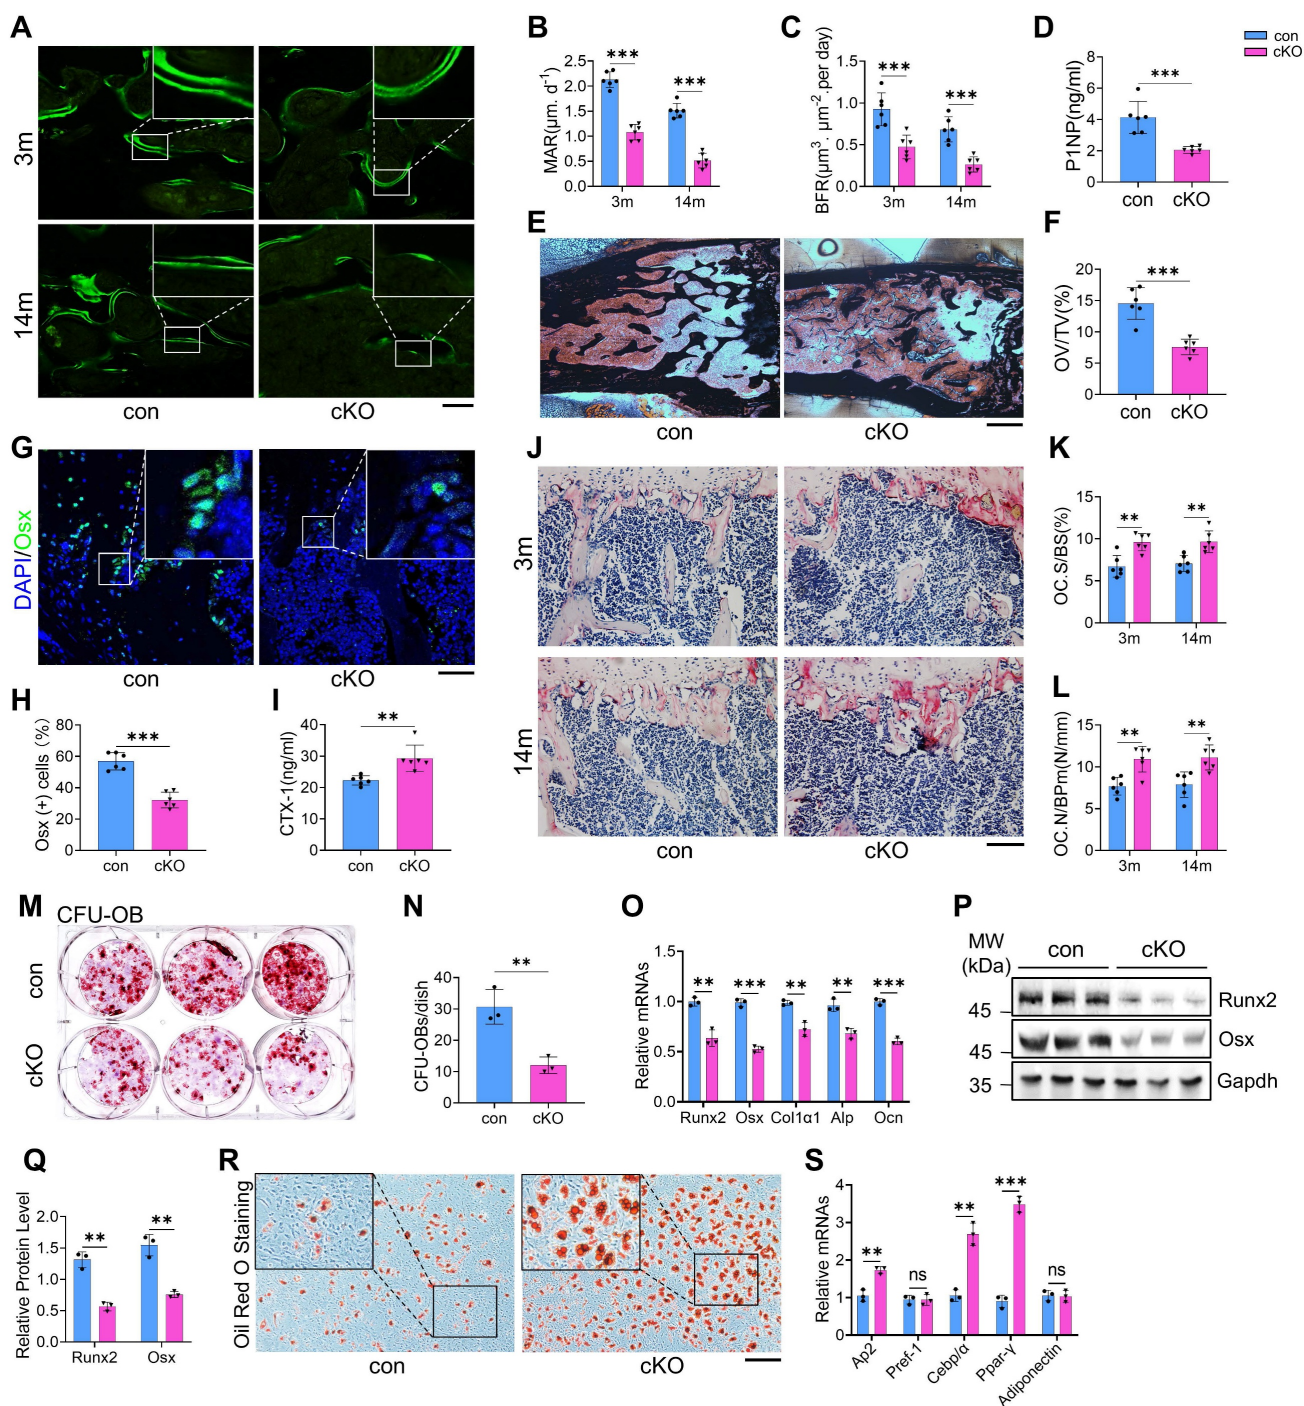 A
3m
14m
con
cKO
B
MAR(μm. d⁻¹)
2.5
2.0
1.5
1.0
0.5
0.0
***
***
3m
14m
C
BFR(μm³. μm⁻².per day)
1.5
1.0
0.5
0.0
***
***
3m
14m
D
P1NP(ng/ml)
8
6
4
2
0
***
con
cKO
con
cKO
E
con
cKO
F
OV/TV(%)
20
15
10
5
0
***
con
cKO
G
DAPI/Osx
con
cKO
H
Osx (+) cells (%)
80
60
40
20
0
***
con
cKO
I
CTX-1(ng/ml)
40
30
20
10
0
**
con
cKO
J
3m
14m
con
cKO
K
OC.S/BS(%)
15
10
5
0
**
**
3m
14m
L
OC.N/BPm(N/mm)
15
10
5
0
**
**
3m
14m
M
CFU-OB
con
cKO
N
CFU-OBs/dish
40
30
20
10
0
**
con
cKO
O
Relative mRNAs
1.5
1.0
0.5
0.0
**
***
**
**
***
Runx2
Osx
Col1α1
Alp
Ocn
P
MW
(kDa)
con
cKO
45
Runx2
45
Osx
35
Gapdh
Q
Relative Protein Level
2.0
1.5
1.0
0.5
0.0
**
**
Runx2
Osx
R
Oil Red O Staining
con
cKO
S
Relative mRNAs
4
3
2
1
0
**
ns
**
***
ns
Ap2
Pref-1
Cebp/α
Ppar-γ
Adiponectin